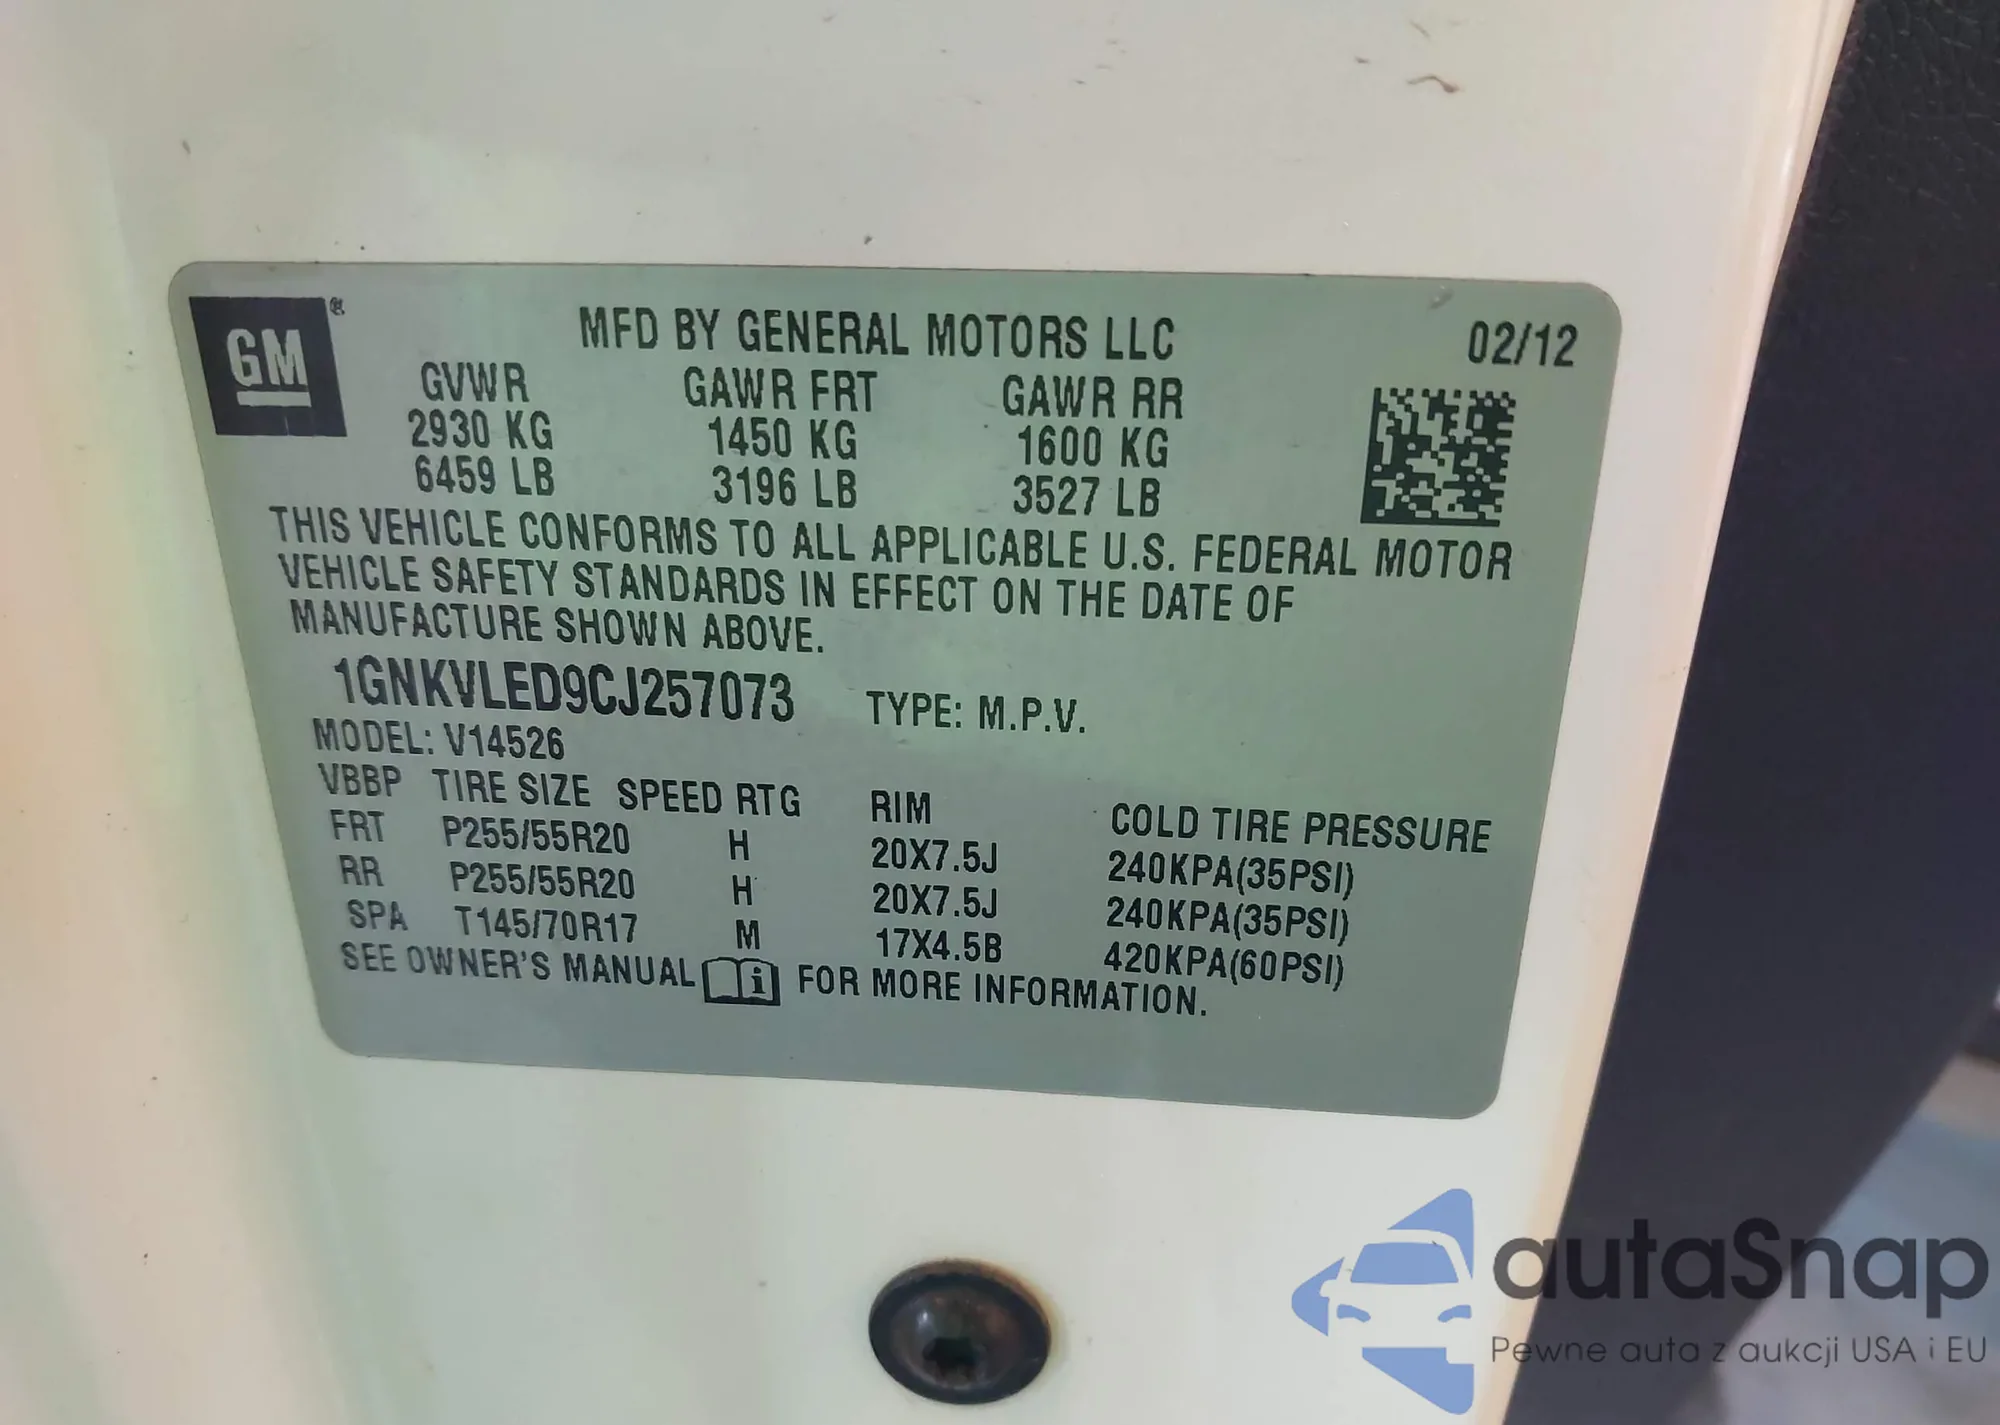 GM®
MFD BY GENERAL MOTORS LLC 02/12
GVWR GAWR FRT GAWR RR
2930 KG 1450 KG 1600 KG
6459 LB 3196 LB 3527 LB
THIS VEHICLE CONFORMS TO ALL APPLICABLE U.S. FEDERAL MOTOR
VEHICLE SAFETY STANDARDS IN EFFECT ON THE DATE OF
MANUFACTURE SHOWN ABOVE.
1GNKVLED9CJ257073 TYPE: M.P.V.
MODEL: V14526
VBBP TIRE SIZE SPEED RTG RIM COLD TIRE PRESSURE
FRT P255/55R20 H 20X7.5J 240KPA(35PSI)
RR P255/55R20 H 20X7.5J 240KPA(35PSI)
SPA T145/70R17 M 17X4.5B 420KPA(60PSI)
SEE OWNER'S MANUAL i FOR MORE INFORMATION.
autaSnap
Pewne auta z aukcji USA i EU